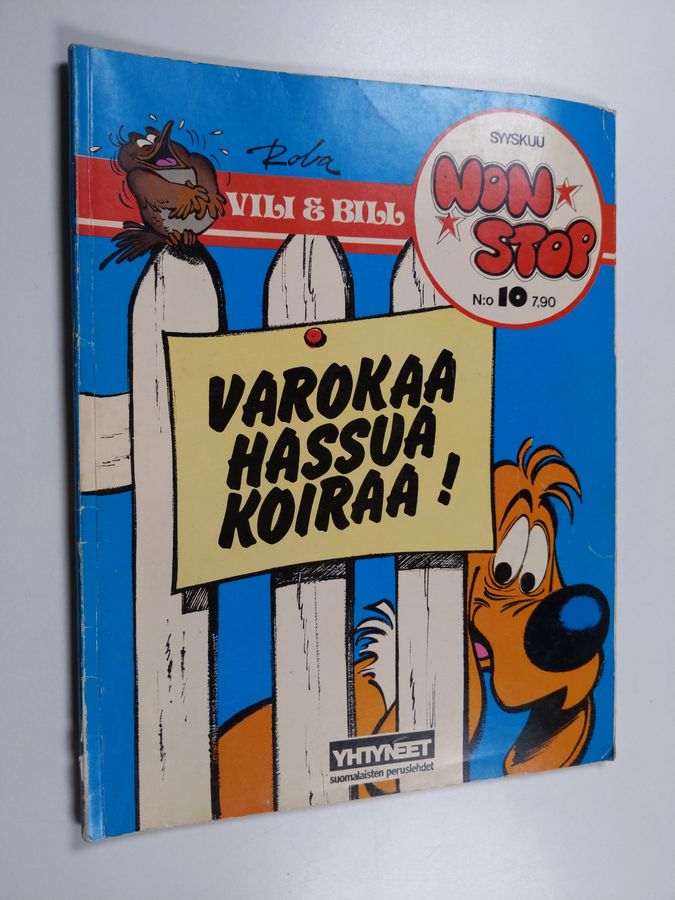 SYYSKUU
Roba
VILI & BILL
NON
STOP
N:o 10 7,90
VAROKAA
HASSUA
KOIRAA!
YHTYNEET
suomalaisten peruslehdet